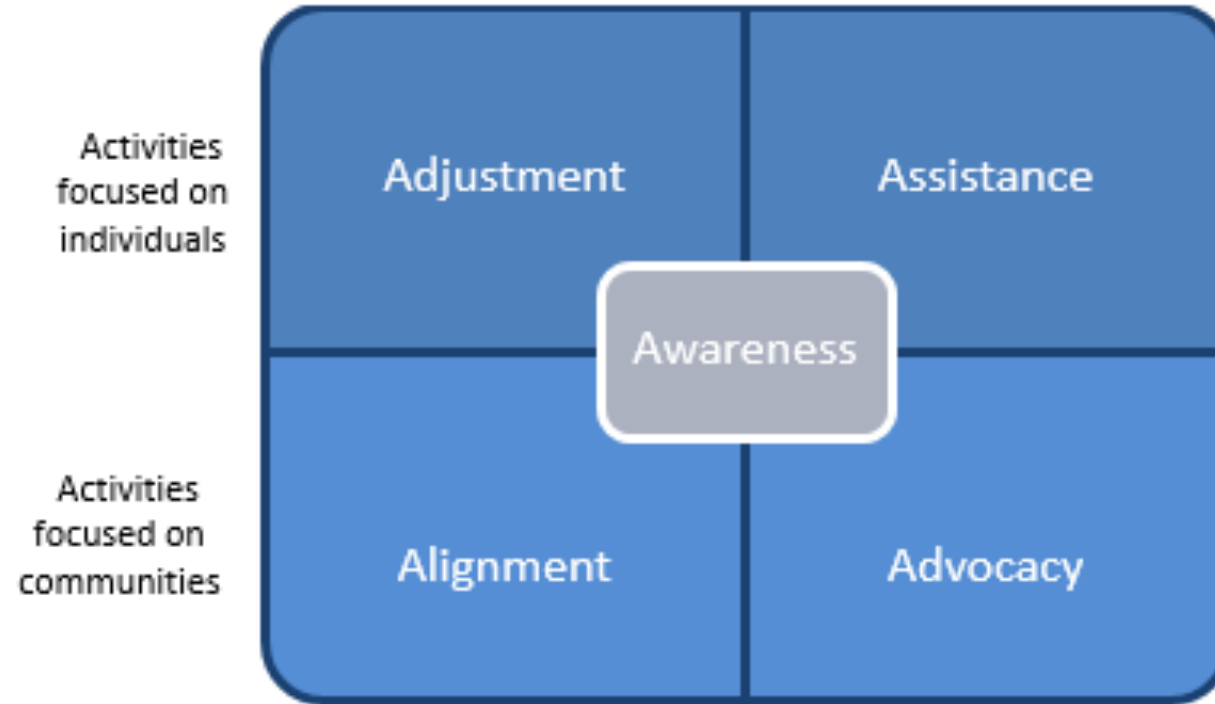 Activities
focused on
individuals
Adjustment
Assistance
Awareness
Activities
focused on
communities
Alignment
Advocacy